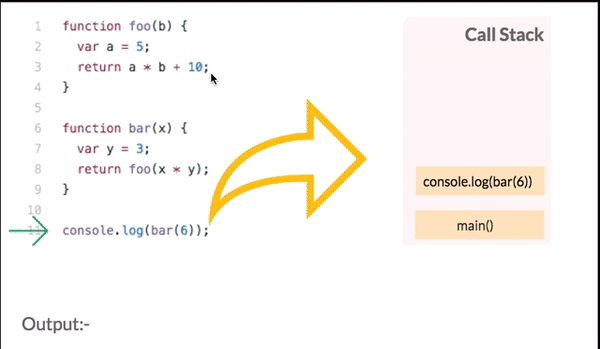 1 function foo(b) {
2 var a = 5;
3 return a * b + 10;
4 }
5
6 function bar(x) {
7 var y = 3;
8 return foo(x * y);
9 }
10
11 console.log(bar(6));
Call Stack
console.log(bar(6))
main()
Output:-